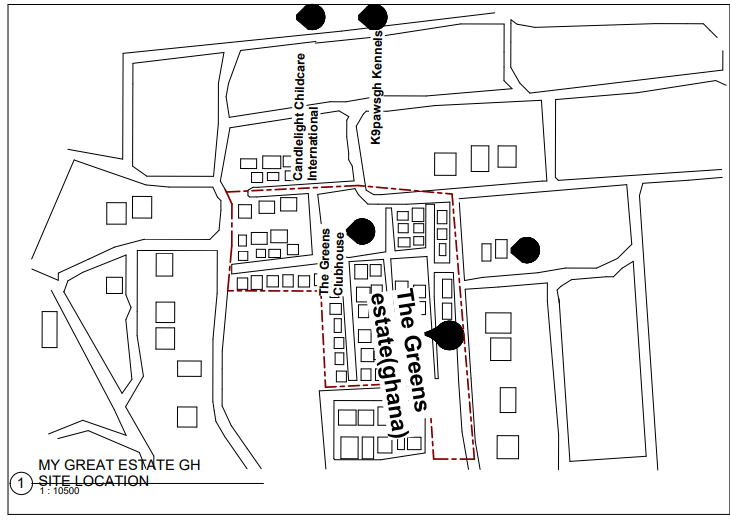 Candlelight Childcare
International
K9pawsgh Kennels
The Greens
Clubhouse
The Greens
estate(ghana)
1
MY GREAT ESTATE GH
SITE LOCATION
1 : 10500